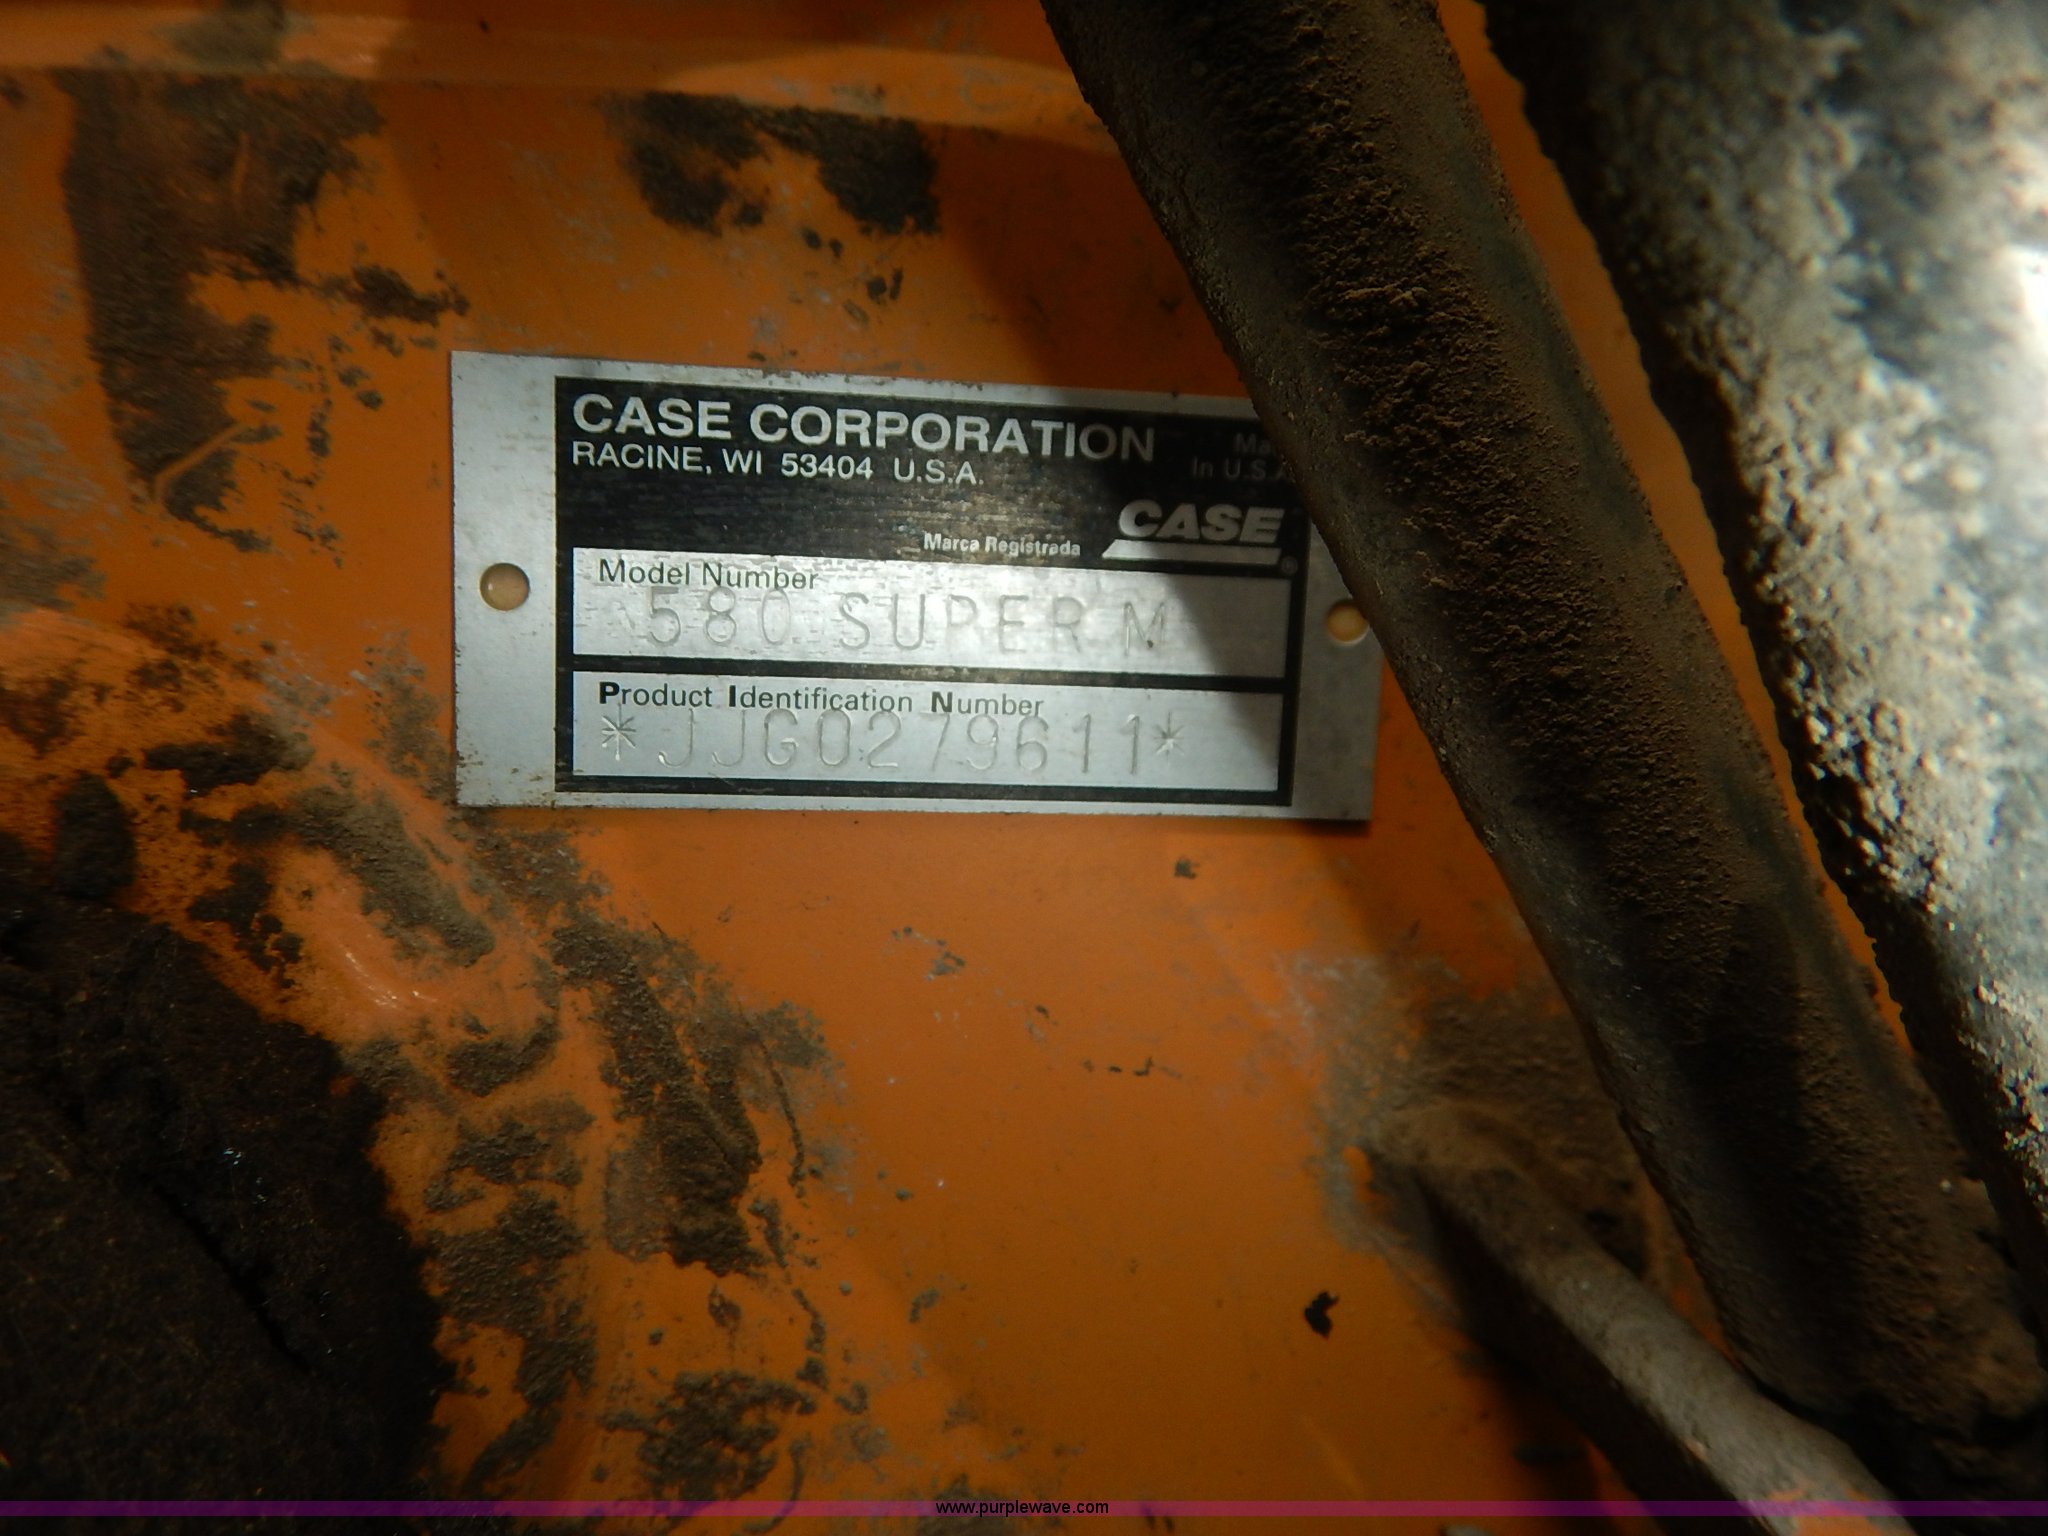 CASE CORPORATION
RACINE, WI 53404 U.S.A.
In U.S.A
CASE
Marca Registrada
®
Model Number
580 SUPER M
Product Identification Number
*JJG0279611*
www.purplewave.com